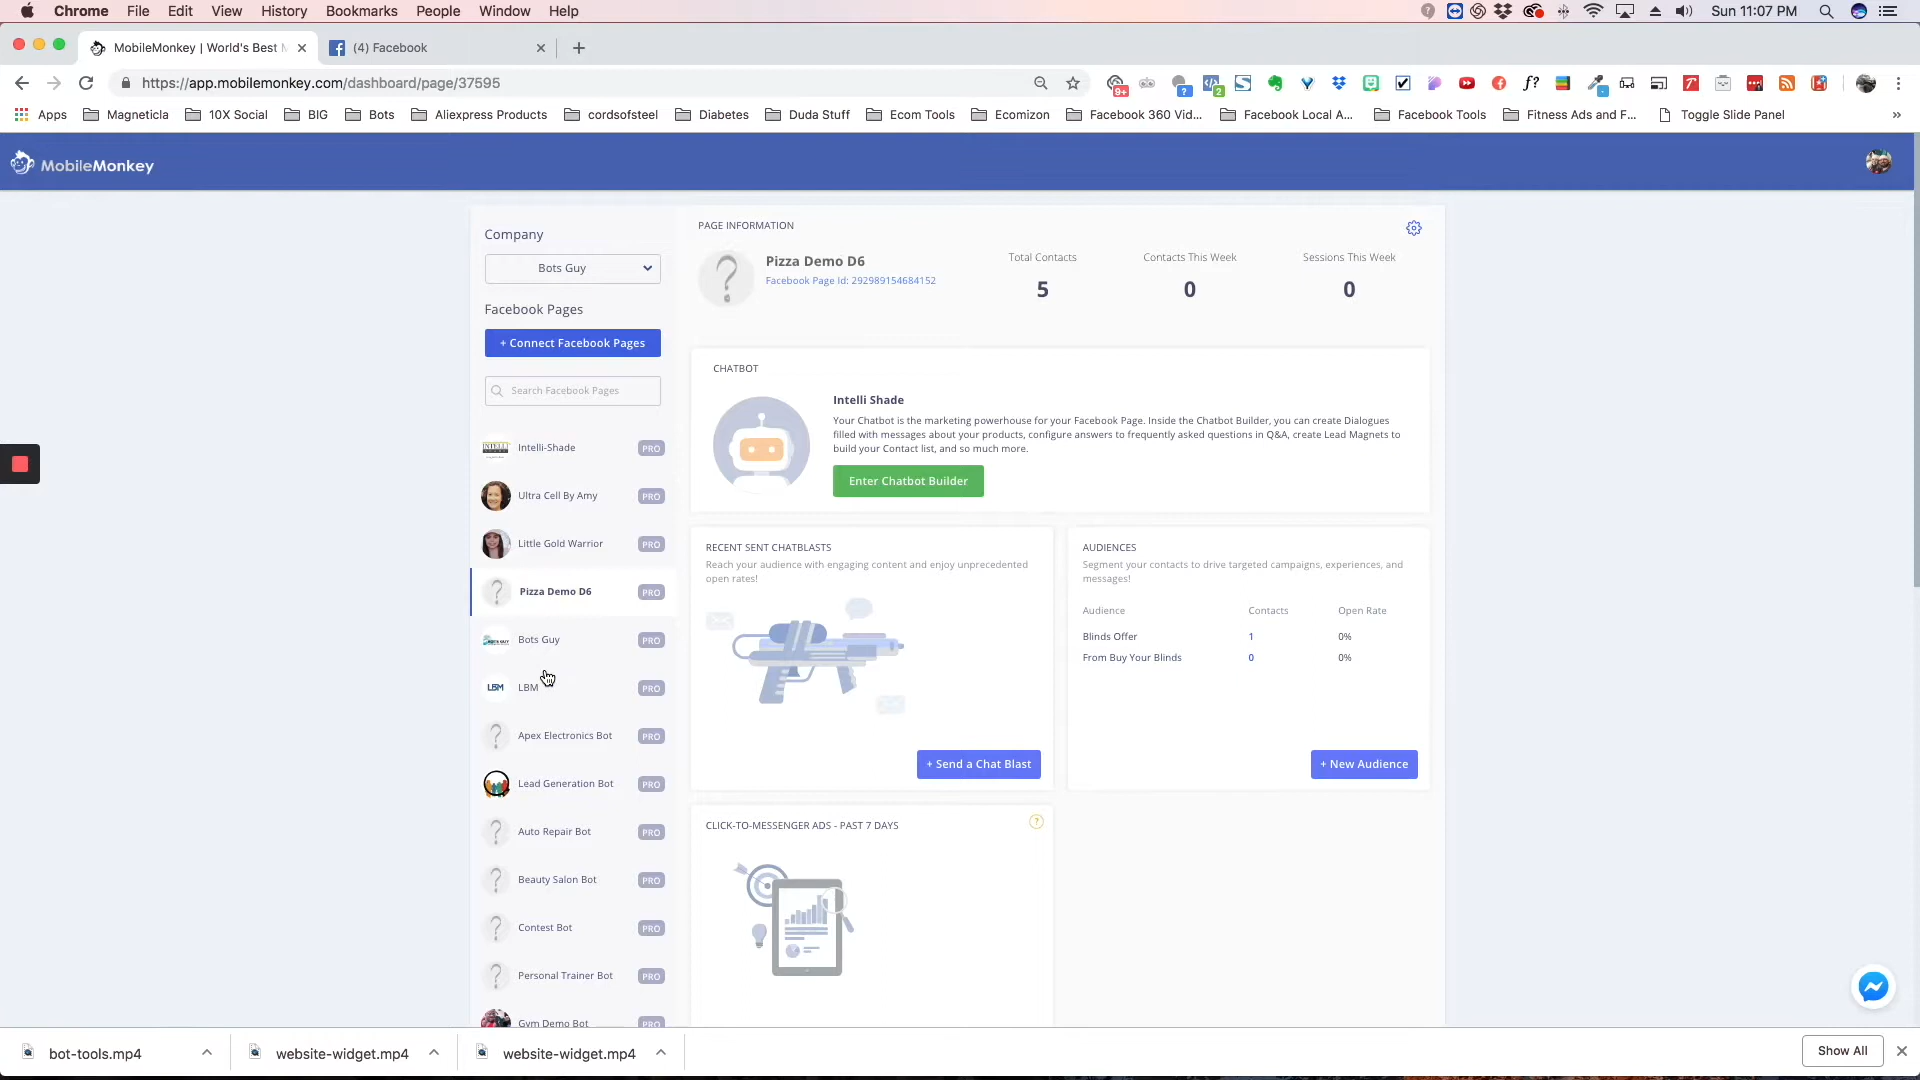 Chrome File Edit View History Bookmarks People Window Help Sun 11:07 PM
MobileMonkey | World's Best M
(4) Facebook
https://app.mobilemonkey.com/dashboard/page/37595
9+ ? 2 f?
Apps Magneticla 10X Social BIG Bots Aliexpress Products cordsofsteel Diabetes Duda Stuff Ecom Tools Ecomizon Facebook 360 Vid... Facebook Local A... Facebook Tools Fitness Ads and F... Toggle Slide Panel »
MobileMonkey
Company
Bots Guy
Facebook Pages
+ Connect Facebook Pages
Search Facebook Pages
Intelli-Shade PRO
Ultra Cell By Amy PRO
Little Gold Warrior PRO
Pizza Demo D6 PRO
Bots Guy PRO
LBM LBM PRO
Apex Electronics Bot PRO
Lead Generation Bot PRO
Auto Repair Bot PRO
Beauty Salon Bot PRO
Contest Bot PRO
Personal Trainer Bot PRO
Gym Demo Bot PRO
PAGE INFORMATION
Pizza Demo D6
Facebook Page Id: 292989154684152
Total Contacts
5
Contacts This Week
0
Sessions This Week
0
CHATBOT
Intelli Shade
Your Chatbot is the marketing powerhouse for your Facebook Page. Inside the Chatbot Builder, you can create Dialogues
filled with messages about your products, configure answers to frequently asked questions in Q&A, create Lead Magnets to
build your Contact list, and so much more.
Enter Chatbot Builder
RECENT SENT CHATBLASTS
Reach your audience with engaging content and enjoy unprecedented
open rates!
+ Send a Chat Blast
AUDIENCES
Segment your contacts to drive targeted campaigns, experiences, and
messages!
Audience Contacts Open Rate
Blinds Offer 1 0%
From Buy Your Blinds 0 0%
+ New Audience
CLICK-TO-MESSENGER ADS - PAST 7 DAYS
?
bot-tools.mp4
website-widget.mp4
website-widget.mp4
Show All